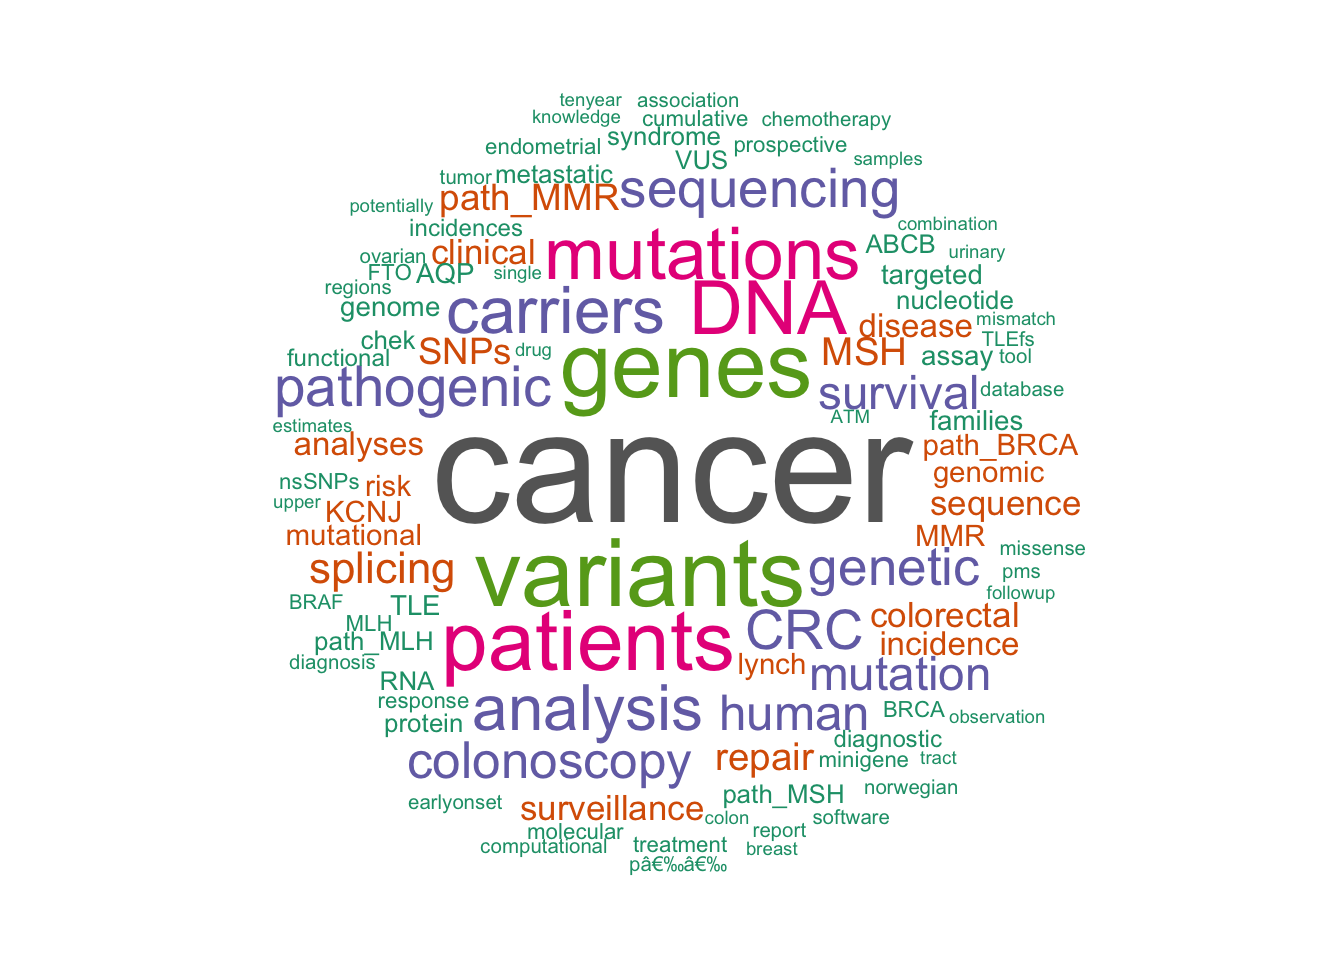 tenyear association
knowledge cumulative chemotherapy
endometrial syndrome prospective
VUS samples
tumor metastatic sequencing
potentially path_MMR
incidences combination
ovarian clinical mutations ABCB urinary
FTO AQP single targeted
regions
genome carriers DNA nucleotide
disease mismatch
chek SNPs drug genes MSH assay TLEfs
functional tool
pathogenic survival database
estimates ATM families
analyses cancer path_BRCA
nsSNPs risk genomic
upper KCNJ sequence
mutational MMR missense
splicing variants genetic pms
followup
BRAF TLE
MLH patients CRC colorectal
path_MLH incidence
diagnosis lynch mutation
RNA
response analysis human BRCA observation
protein diagnostic
colonoscopy repair minigene tract
path_MSH norwegian
earlyonset surveillance colon software
molecular report
computational treatment breast
pâ€‰â€‰